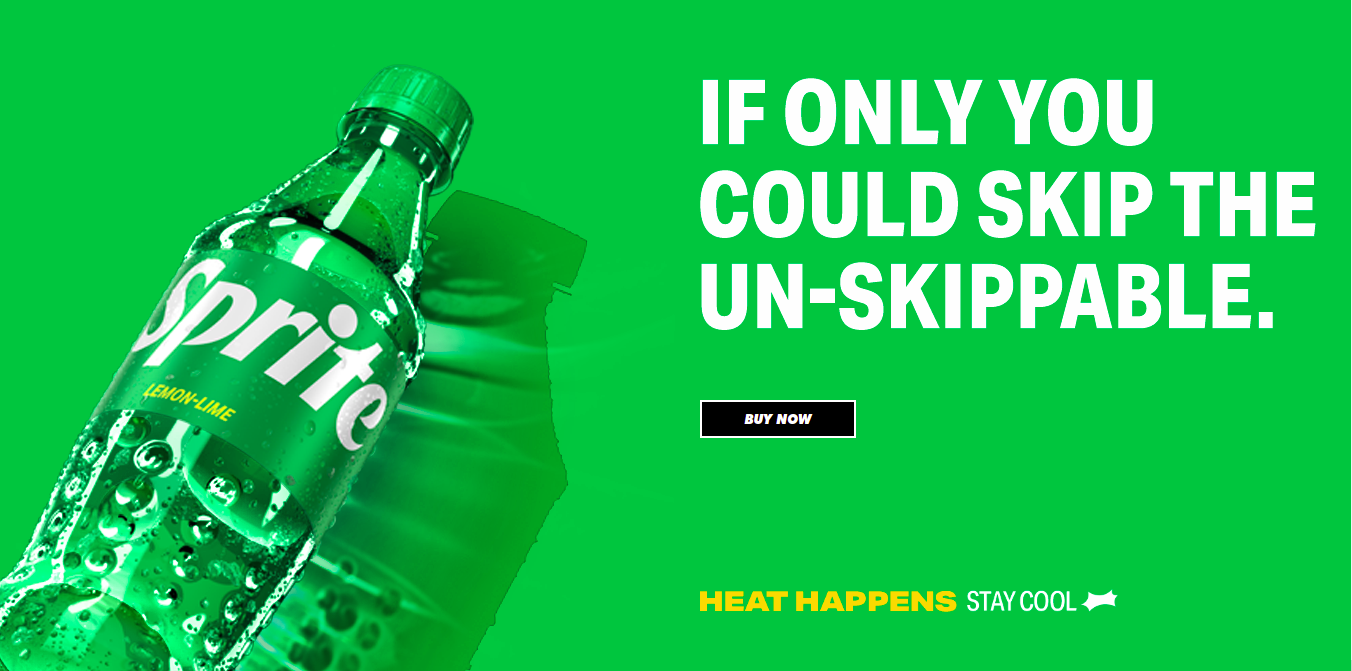 Sprite
LEMON-LIME
IF ONLY YOU
COULD SKIP THE
UN-SKIPPABLE.
BUY NOW
HEAT HAPPENS STAY COOL